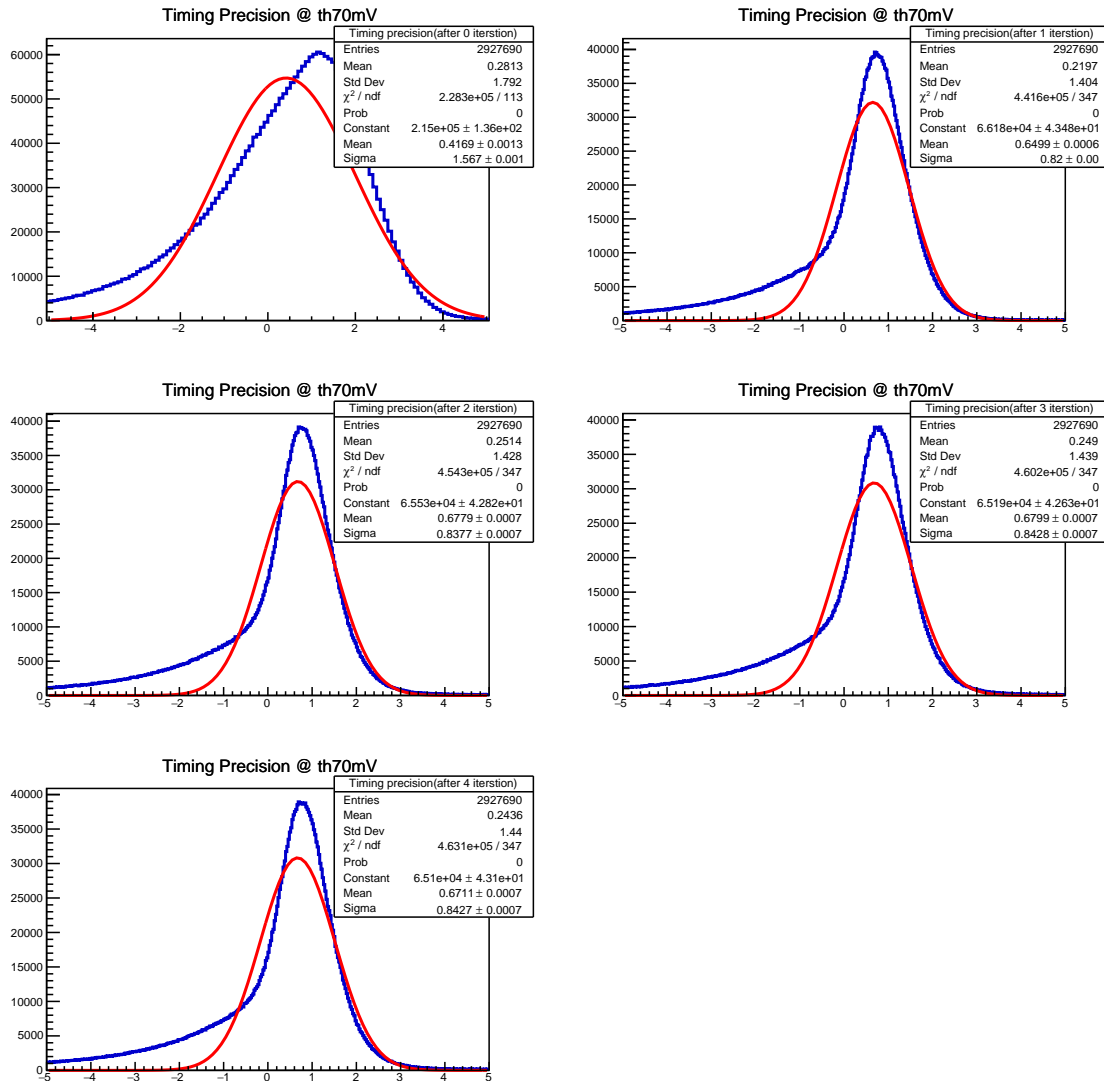 Timing Precision @ th70mV
Timing precision(after 0 iterstion)
Entries 2927690
Mean 0.2813
Std Dev 1.792
χ² / ndf 2.283e+05 / 113
Prob 0
Constant 2.15e+05 ± 1.36e+02
Mean 0.4169 ± 0.0013
Sigma 1.567 ± 0.001
60000
50000
40000
30000
20000
10000
0
−4 −2 0 2 4
Timing Precision @ th70mV
Timing precision(after 1 iterstion)
Entries 2927690
Mean 0.2197
Std Dev 1.404
χ² / ndf 4.416e+05 / 347
Prob 0
Constant 6.618e+04 ± 4.348e+01
Mean 0.6499 ± 0.0006
Sigma 0.82 ± 0.00
40000
35000
30000
25000
20000
15000
10000
5000
0
−5 −4 −3 −2 −1 0 1 2 3 4 5
Timing Precision @ th70mV
Timing precision(after 2 iterstion)
Entries 2927690
Mean 0.2514
Std Dev 1.428
χ² / ndf 4.543e+05 / 347
Prob 0
Constant 6.553e+04 ± 4.282e+01
Mean 0.6779 ± 0.0007
Sigma 0.8377 ± 0.0007
40000
35000
30000
25000
20000
15000
10000
5000
0
−5 −4 −3 −2 −1 0 1 2 3 4 5
Timing Precision @ th70mV
Timing precision(after 3 iterstion)
Entries 2927690
Mean 0.249
Std Dev 1.439
χ² / ndf 4.602e+05 / 347
Prob 0
Constant 6.519e+04 ± 4.263e+01
Mean 0.6799 ± 0.0007
Sigma 0.8428 ± 0.0007
40000
35000
30000
25000
20000
15000
10000
5000
0
−5 −4 −3 −2 −1 0 1 2 3 4 5
Timing Precision @ th70mV
Timing precision(after 4 iterstion)
Entries 2927690
Mean 0.2436
Std Dev 1.44
χ² / ndf 4.631e+05 / 347
Prob 0
Constant 6.51e+04 ± 4.31e+01
Mean 0.6711 ± 0.0007
Sigma 0.8427 ± 0.0007
40000
35000
30000
25000
20000
15000
10000
5000
0
−5 −4 −3 −2 −1 0 1 2 3 4 5